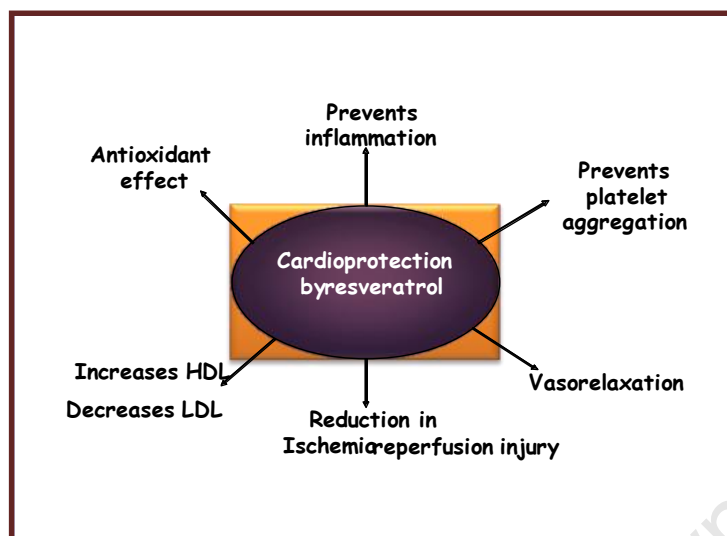 Prevents
inflammation
Antioxidant
effect
Prevents
platelet
aggregation
Cardioprotection
byresveratrol
Increases HDL
Decreases LDL
Vasorelaxation
Reduction in
Ischemiareperfusion injury